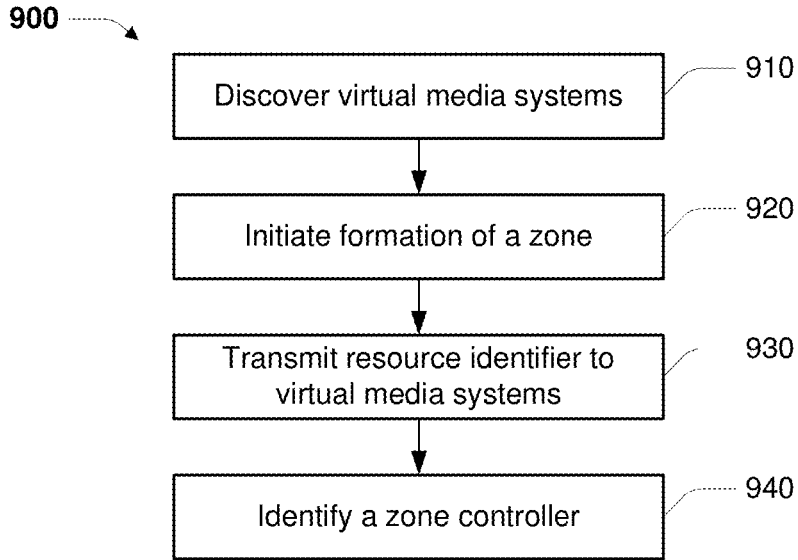 900
Discover virtual media systems
910
Initiate formation of a zone
920
Transmit resource identifier to
virtual media systems
930
Identify a zone controller
940